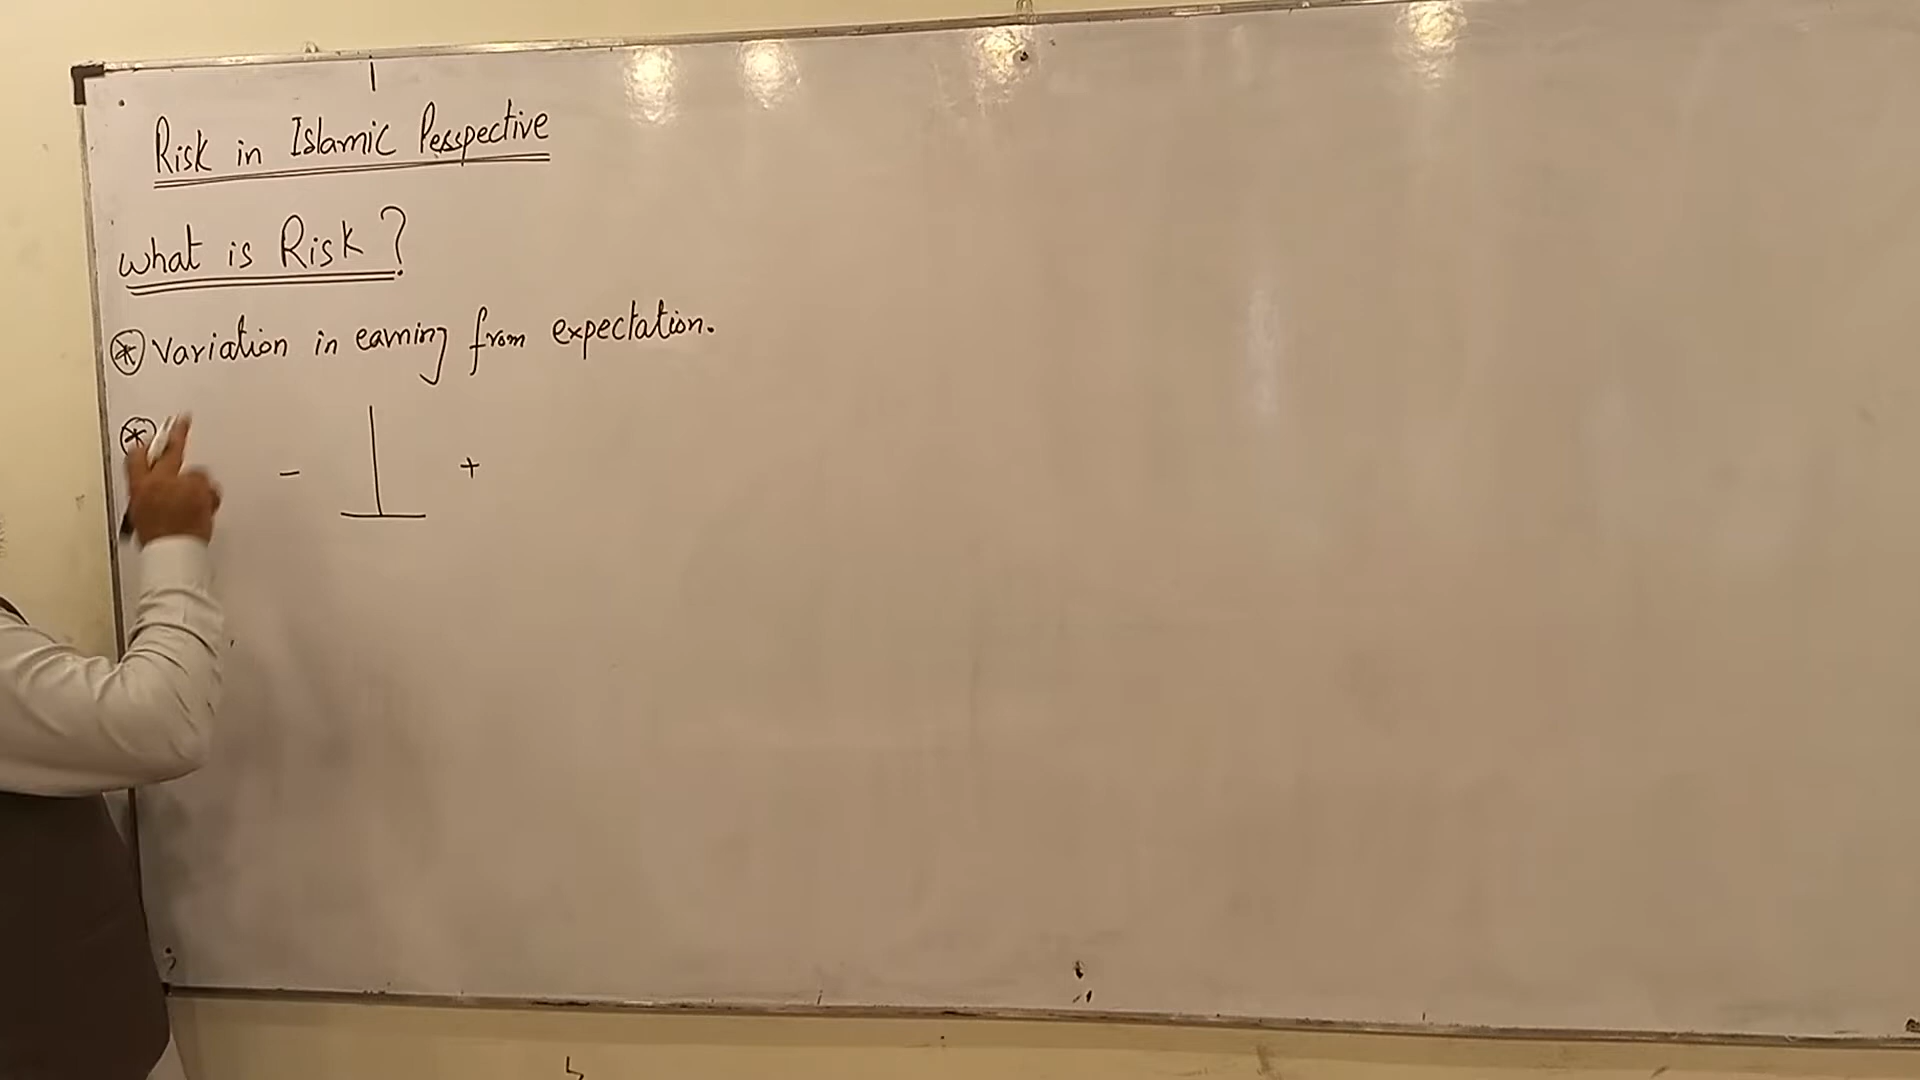 Risk in Islamic Perspective
What is Risk?
* Variation in earning from expectation.
*
- +